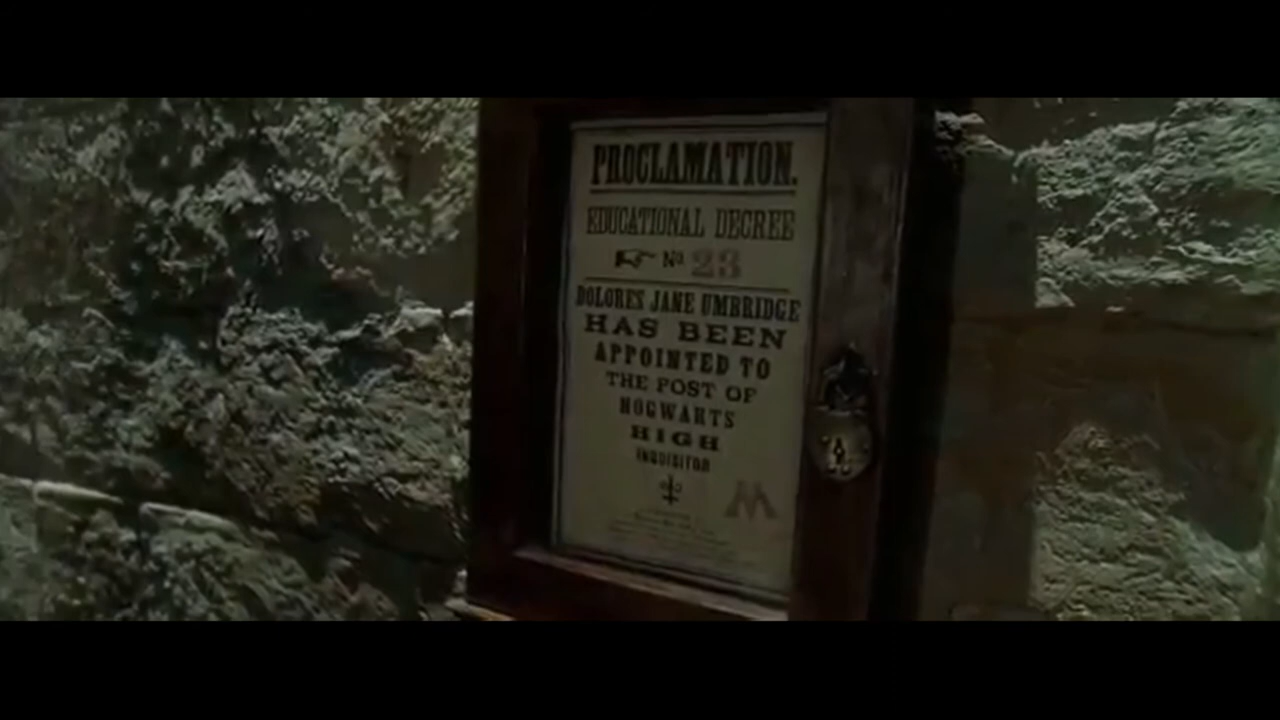 PROCLAMATION.
EDUCATIONAL DECREE
No 23
DOLORES JANE UMBRIDGE
HAS BEEN
APPOINTED TO
THE POST OF
HOGWARTS
HIGH
INQUISITOR
M